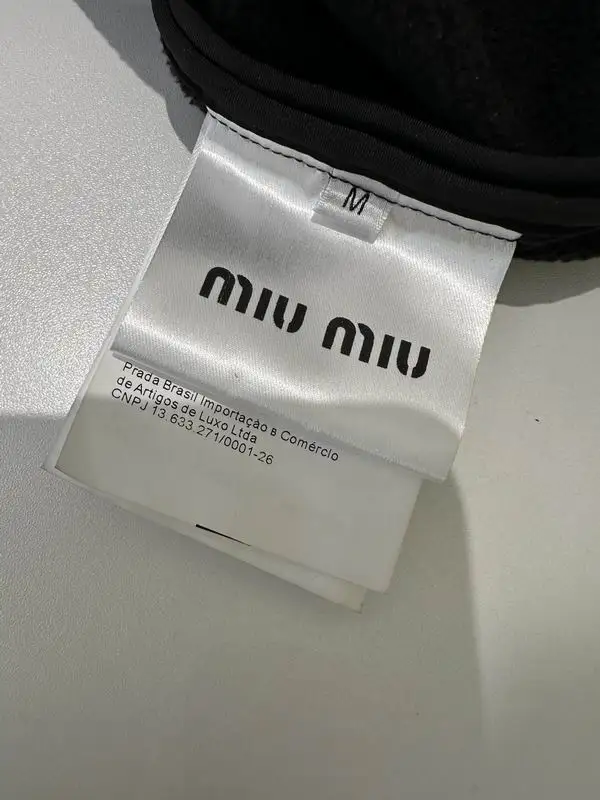 M
miu miu
Prada Brasil Importação e Comércio
de Artigos de Luxo Ltda
CNPJ 13.633.271/0001-26